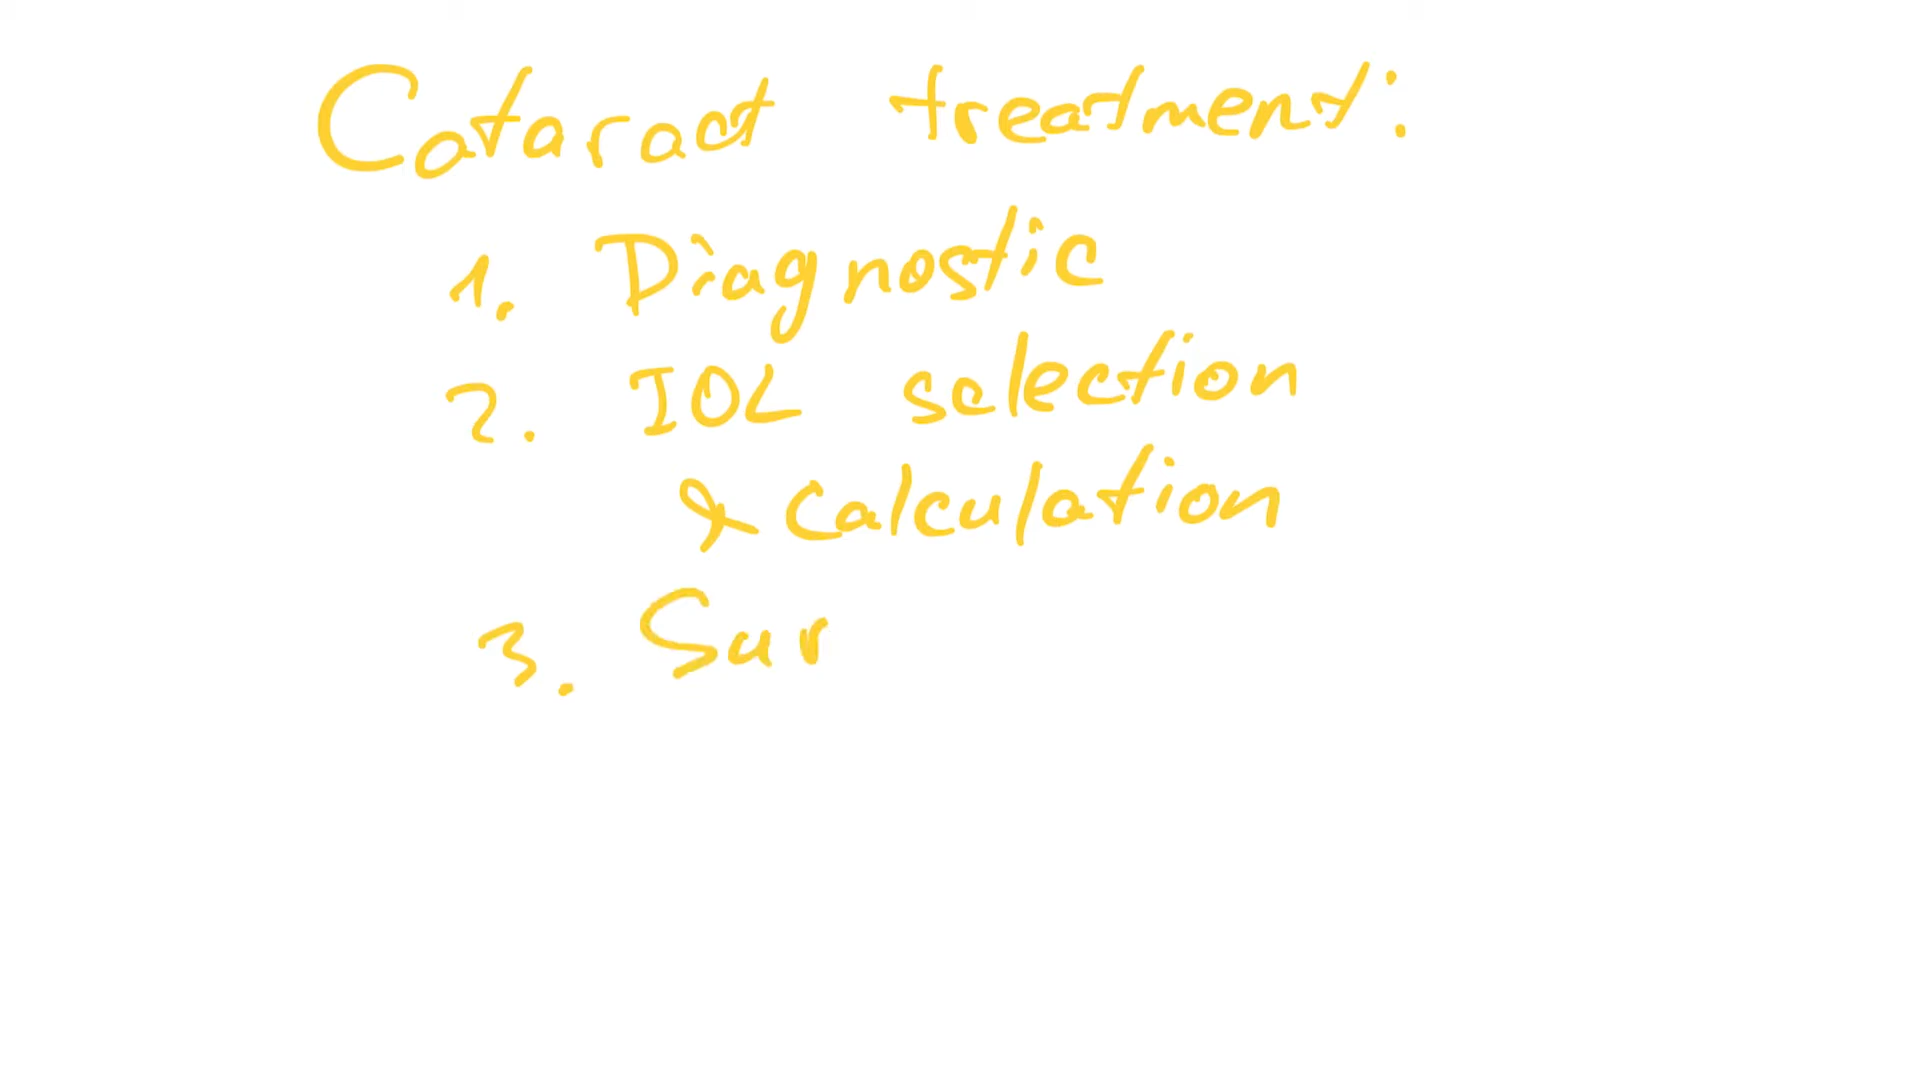 Cataract treatment:
1. Diagnostic
2. IOL selection
& Calculation
3. Sur